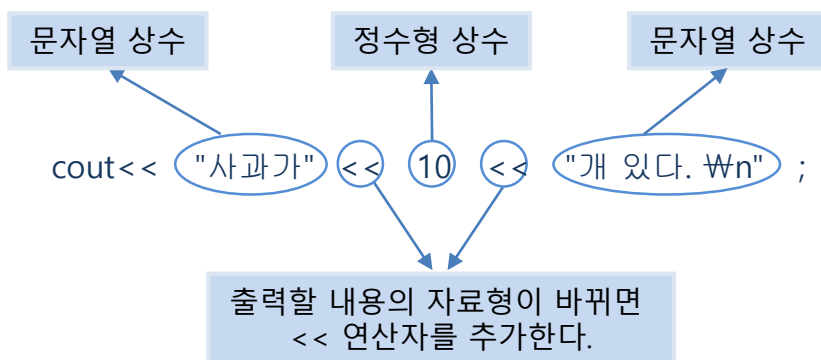 문자열 상수 정수형 상수 문자열 상수
cout<< "사과가" << 10 << "개 있다. ₩n" ;
출력할 내용의 자료형이 바뀌면
<< 연산자를 추가한다.